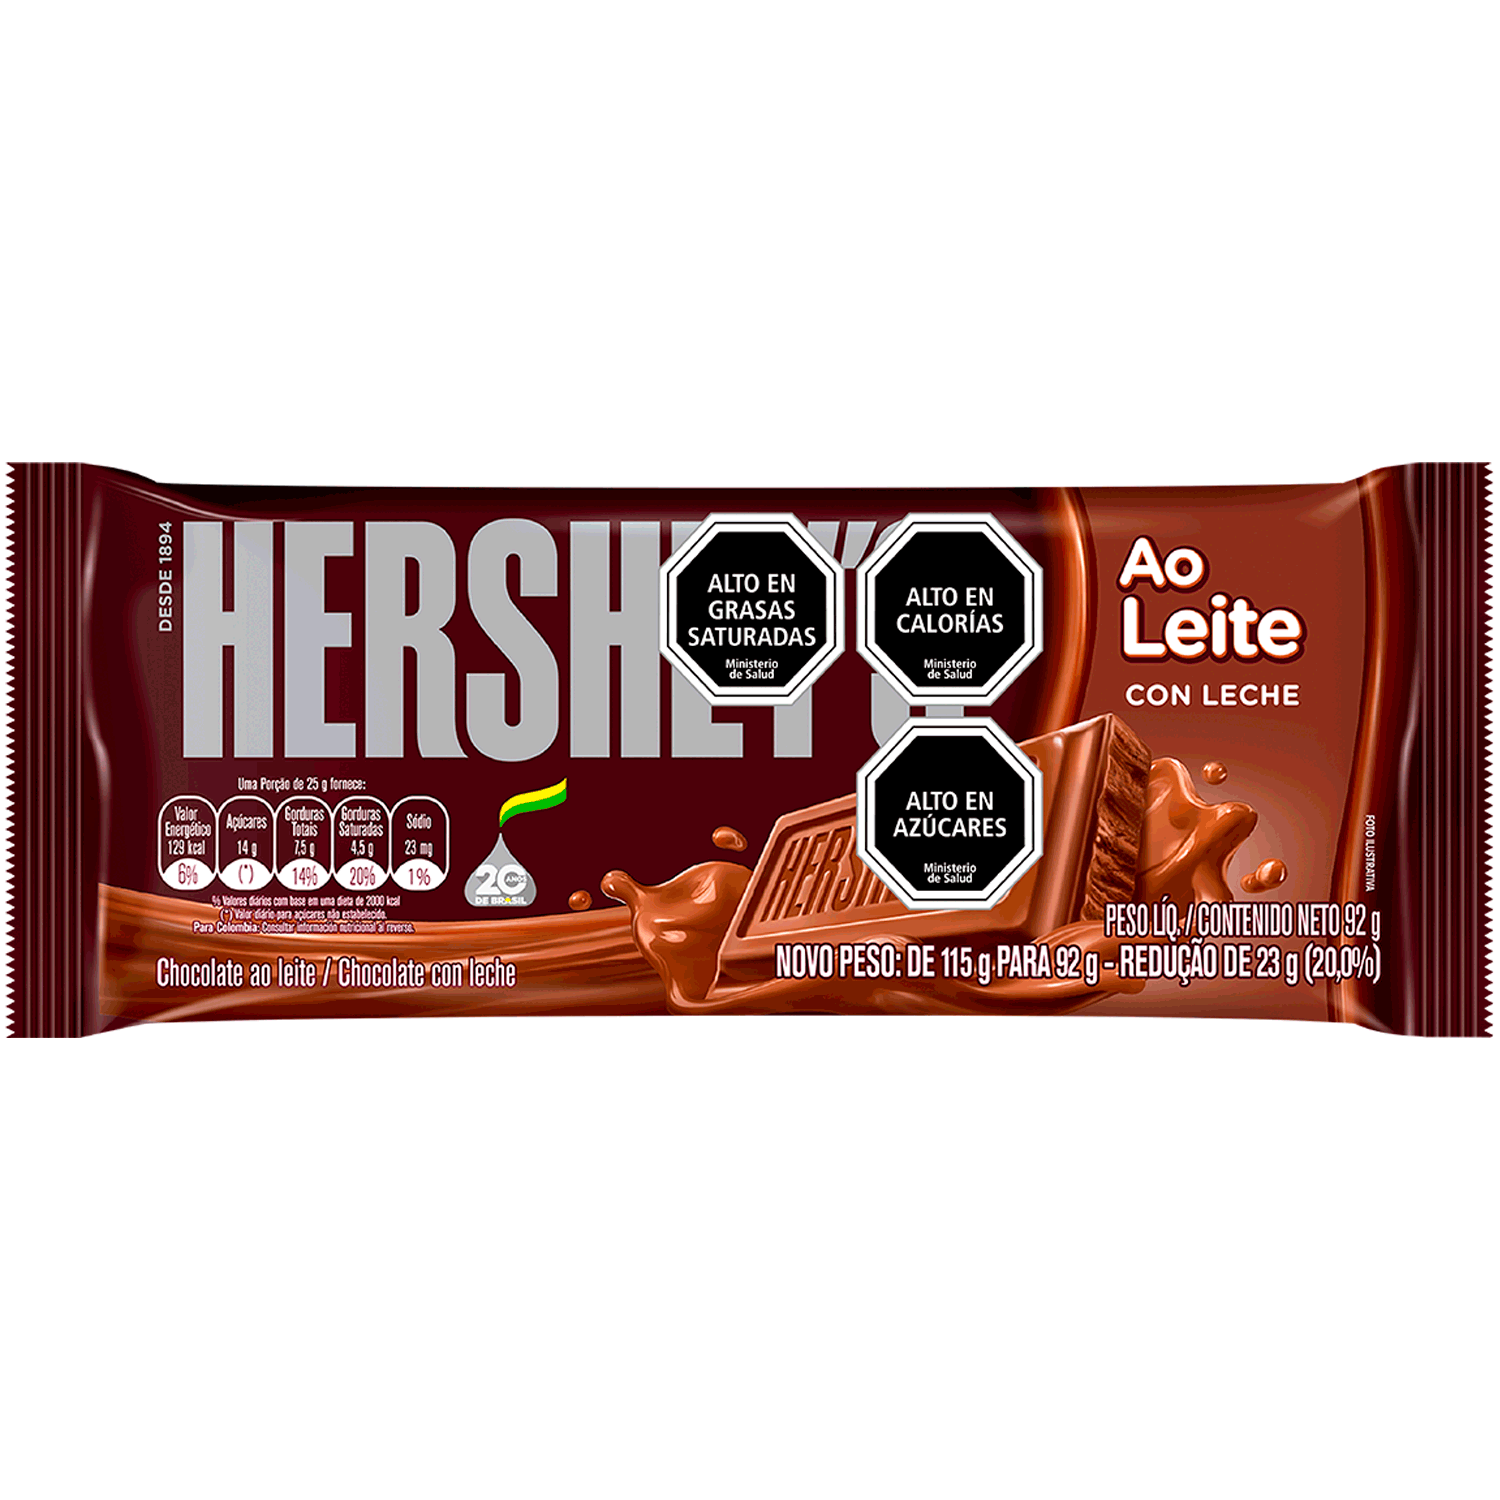 DESDE 1894
HERSHEY'S
ALTO EN
GRASAS
SATURADAS
Ministerio
de Salud
ALTO EN
CALORÍAS
Ministerio
de Salud
ALTO EN
AZÚCARES
Ministerio
de Salud
Ao
Leite
CON LECHE
Uma Porção de 25 g fornece:
Valor
Energético
129 kcal
6%
Açúcares
14 g
(*)
Gorduras
Totais
7,5 g
14%
Gorduras
Saturadas
4,5 g
20%
Sódio
23 mg
1%
% Valores diários com base em uma dieta de 2000 kcal
(*) Valor diário para açúcares não estabelecido.
Para Colombia: Consultar información nutricional al reverso.
20 ANOS
DE BRASIL
HERSH
FOTO ILUSTRATIVA
Chocolate ao leite / Chocolate con leche
PESO LÍQ. / CONTENIDO NETO 92 g
NOVO PESO: DE 115 g PARA 92 g - REDUÇÃO DE 23 g (20,0%)